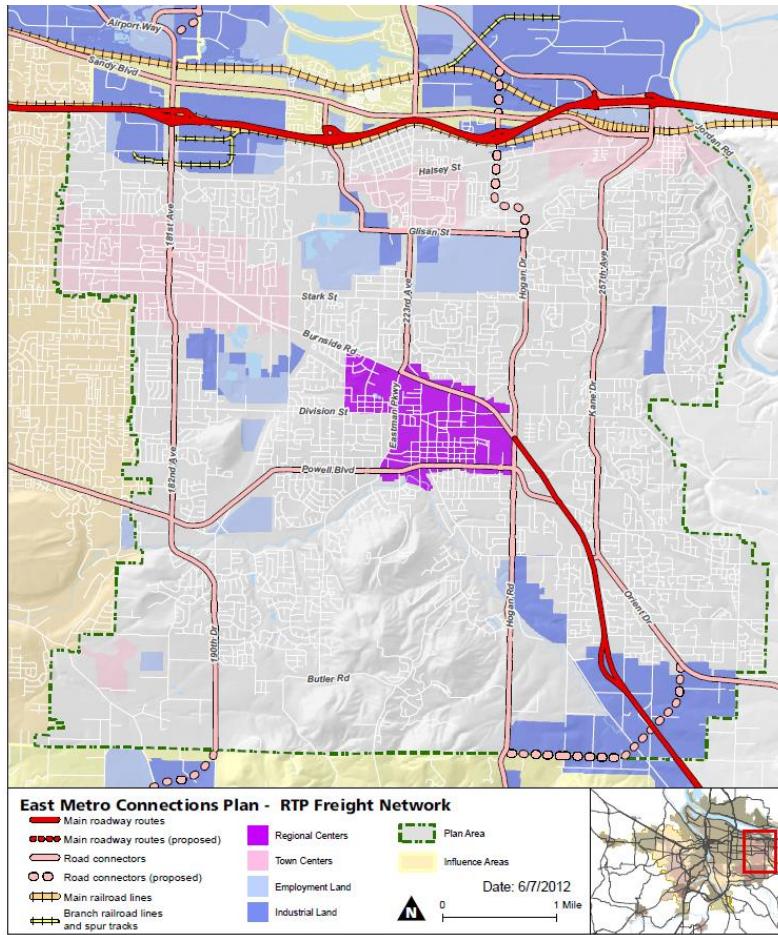 Airport Way
Sandy Blvd
Jordan Rd
Halsey St
181st Ave
Glisan St
Hogan Dr
257th Ave
223rd Ave
Stark St
Burnside Rd
Division St
Eastman Pkwy
Kane Dr
Powell Blvd
182nd Ave
Hogan Rd
Orient Dr
190th Dr
Butler Rd
East Metro Connections Plan - RTP Freight Network
Main roadway routes
Main roadway routes (proposed)
Road connectors
Road connectors (proposed)
Main railroad lines
Branch railroad lines
and spur tracks
Regional Centers
Town Centers
Employment Land
Industrial Land
Plan Area
Influence Areas
Date: 6/7/2012
N
0 1 Mile